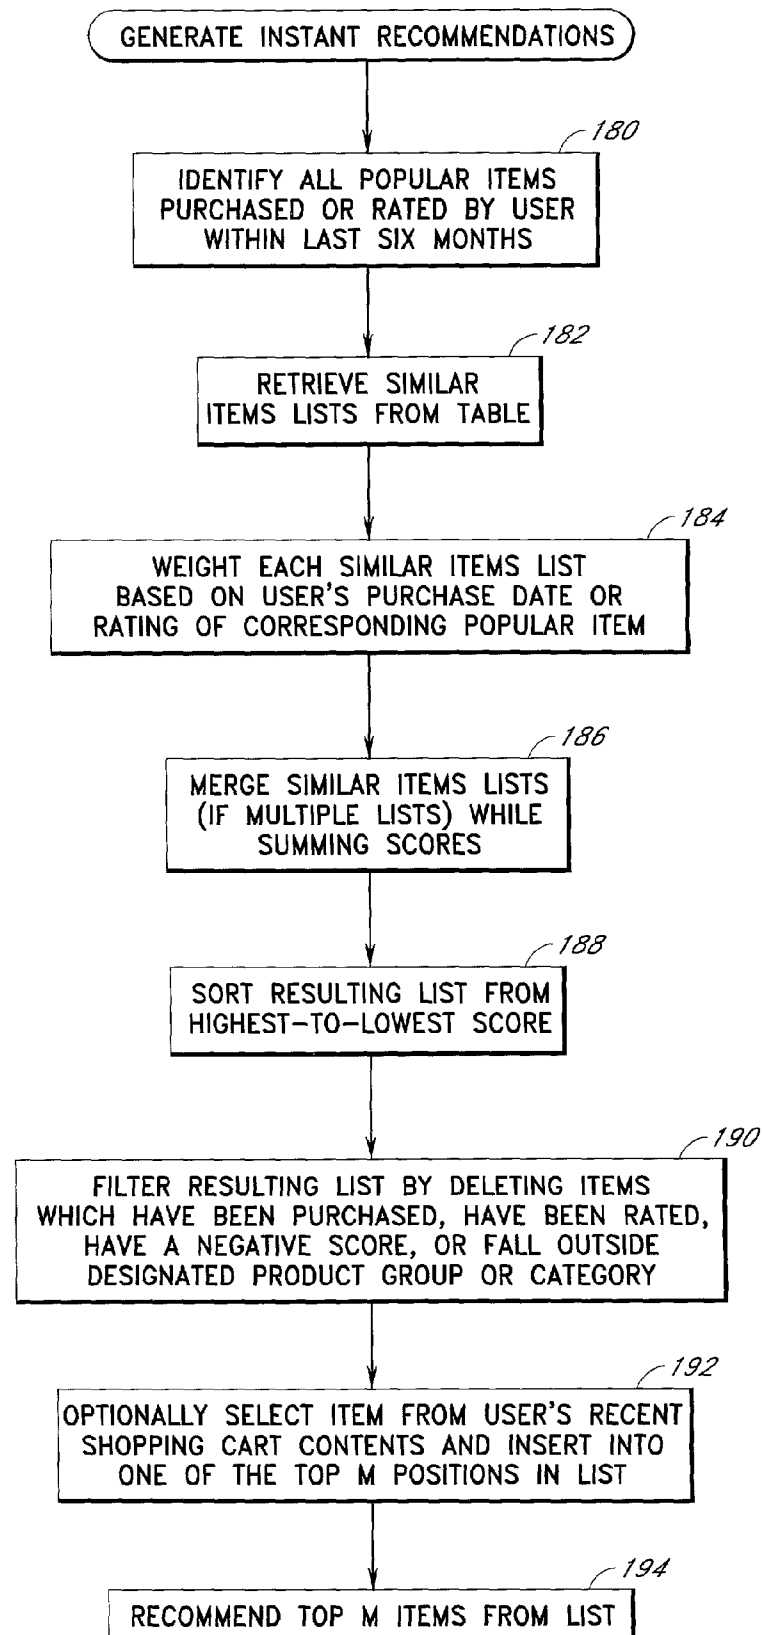 GENERATE INSTANT RECOMMENDATIONS
180
IDENTIFY ALL POPULAR ITEMS
PURCHASED OR RATED BY USER
WITHIN LAST SIX MONTHS
182
RETRIEVE SIMILAR
ITEMS LISTS FROM TABLE
184
WEIGHT EACH SIMILAR ITEMS LIST
BASED ON USER'S PURCHASE DATE OR
RATING OF CORRESPONDING POPULAR ITEM
186
MERGE SIMILAR ITEMS LISTS
(IF MULTIPLE LISTS) WHILE
SUMMING SCORES
188
SORT RESULTING LIST FROM
HIGHEST-TO-LOWEST SCORE
190
FILTER RESULTING LIST BY DELETING ITEMS
WHICH HAVE BEEN PURCHASED, HAVE BEEN RATED,
HAVE A NEGATIVE SCORE, OR FALL OUTSIDE
DESIGNATED PRODUCT GROUP OR CATEGORY
192
OPTIONALLY SELECT ITEM FROM USER'S RECENT
SHOPPING CART CONTENTS AND INSERT INTO
ONE OF THE TOP M POSITIONS IN LIST
194
RECOMMEND TOP M ITEMS FROM LIST